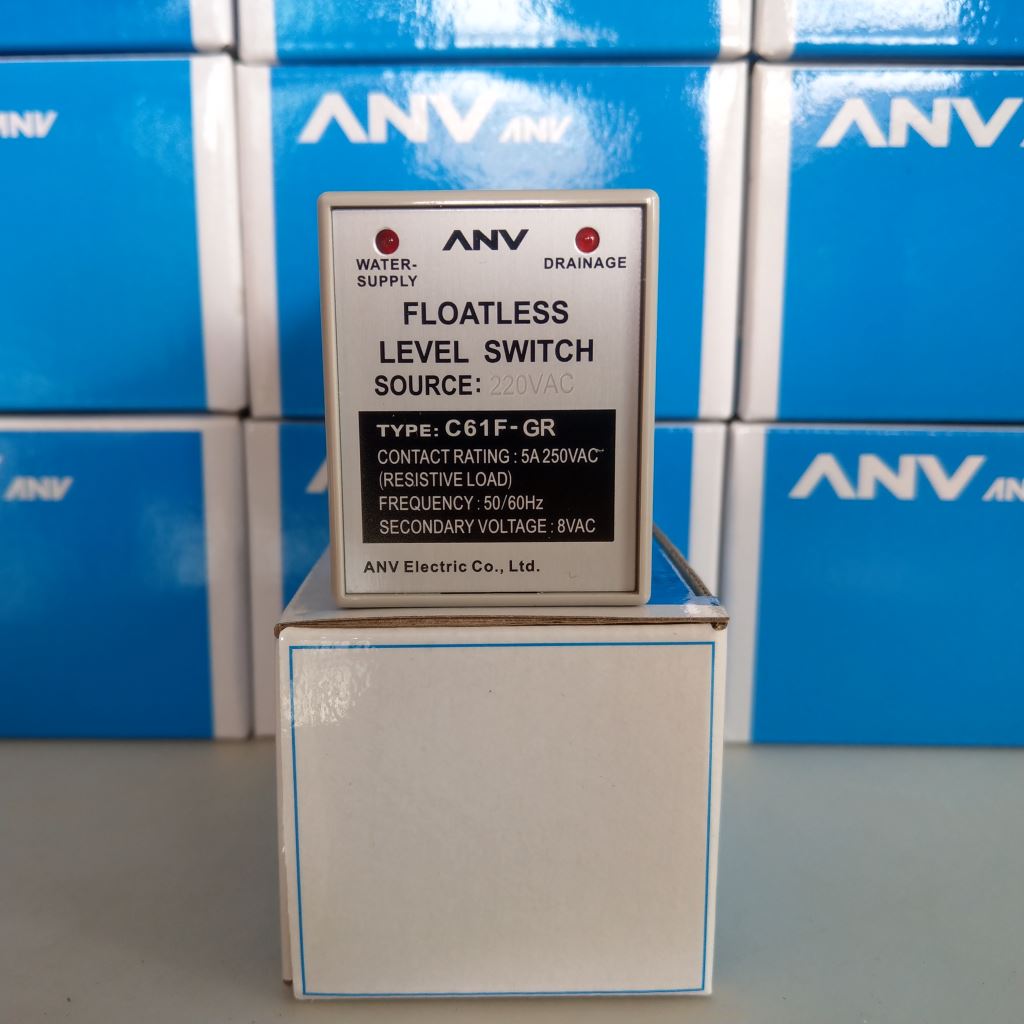 ANV
ANV ANV
ANV
ANV
WATER-
SUPPLY
DRAINAGE
FLOATLESS
LEVEL SWITCH
SOURCE: 220VAC
TYPE: C61F-GR
CONTACT RATING : 5A 250VAC
(RESISTIVE LOAD)
FREQUENCY : 50/60Hz
SECONDARY VOLTAGE : 8VAC
ANV Electric Co., Ltd.
ANV
ANV